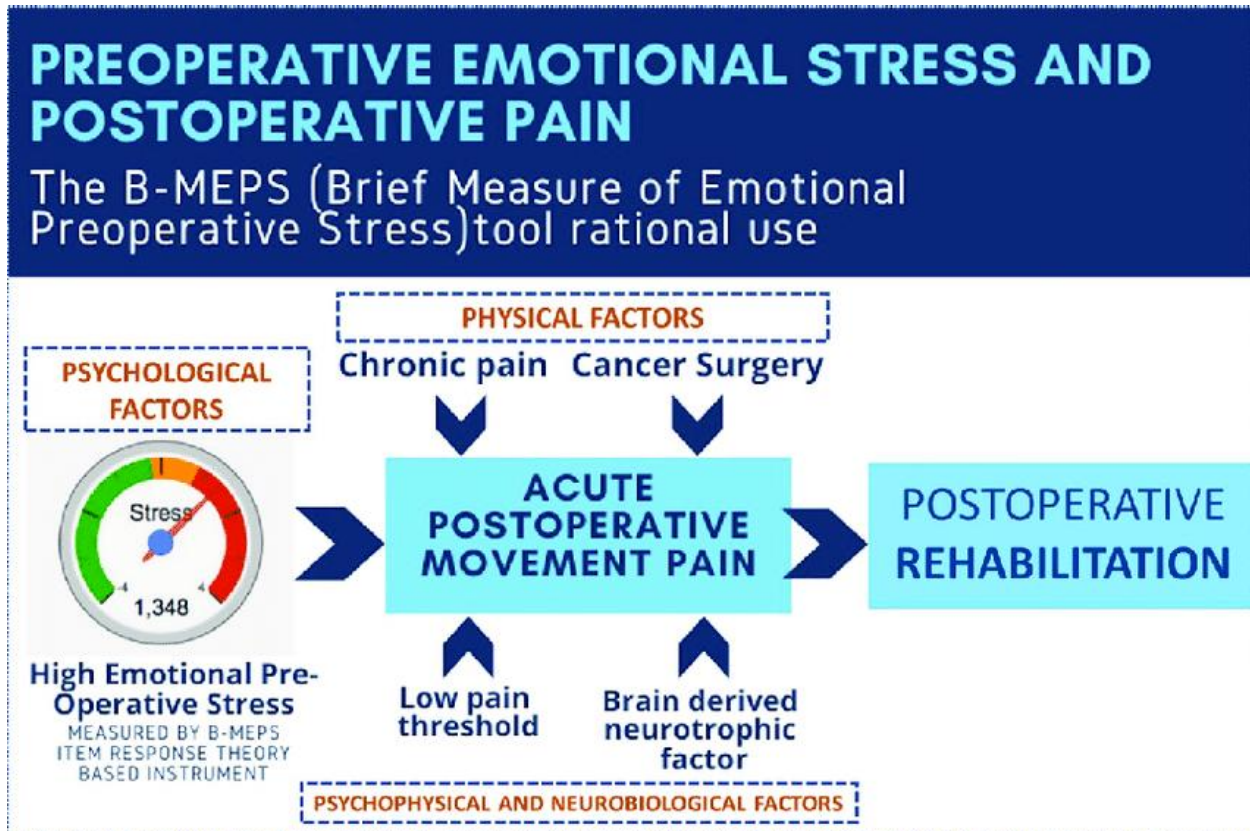 PREOPERATIVE EMOTIONAL STRESS AND
POSTOPERATIVE PAIN
The B-MEPS (Brief Measure of Emotional
Preoperative Stress)tool rational use
PHYSICAL FACTORS
Chronic pain Cancer Surgery
PSYCHOLOGICAL
FACTORS
Stress
-4 4
1,348
High Emotional Pre-
Operative Stress
MEASURED BY B-MEPS
ITEM RESPONSE THEORY
BASED INSTRUMENT
ACUTE
POSTOPERATIVE
MOVEMENT PAIN
POSTOPERATIVE
REHABILITATION
Low pain
threshold
Brain derived
neurotrophic
factor
PSYCHOPHYSICAL AND NEUROBIOLOGICAL FACTORS